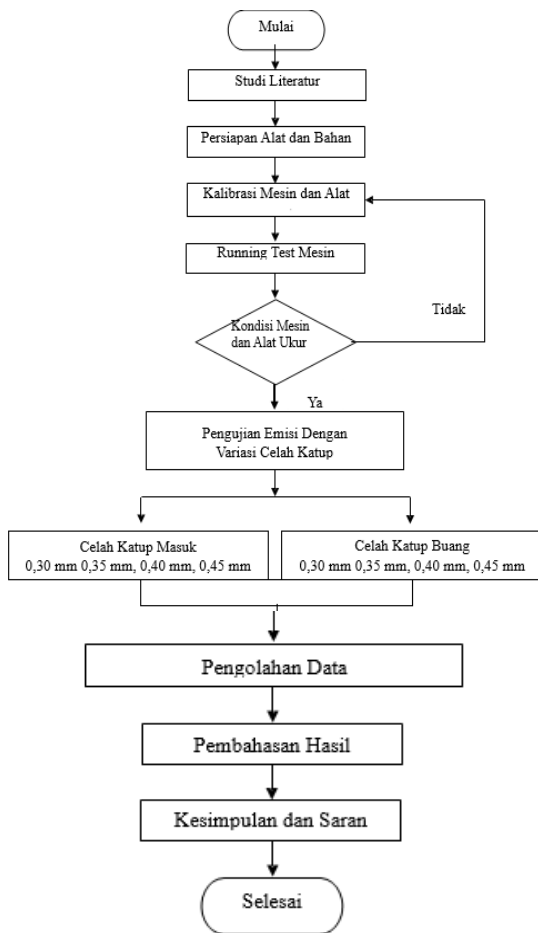 Mulai
Studi Literatur
Persiapan Alat dan Bahan
Kalibrasi Mesin dan Alat
Running Test Mesin
Kondisi Mesin
dan Alat Ukur
Tidak
Ya
Pengujian Emisi Dengan
Variasi Celah Katup
Celah Katup Masuk
0,30 mm 0,35 mm, 0,40 mm, 0,45 mm
Celah Katup Buang
0,30 mm 0,35 mm, 0,40 mm, 0,45 mm
Pengolahan Data
Pembahasan Hasil
Kesimpulan dan Saran
Selesai